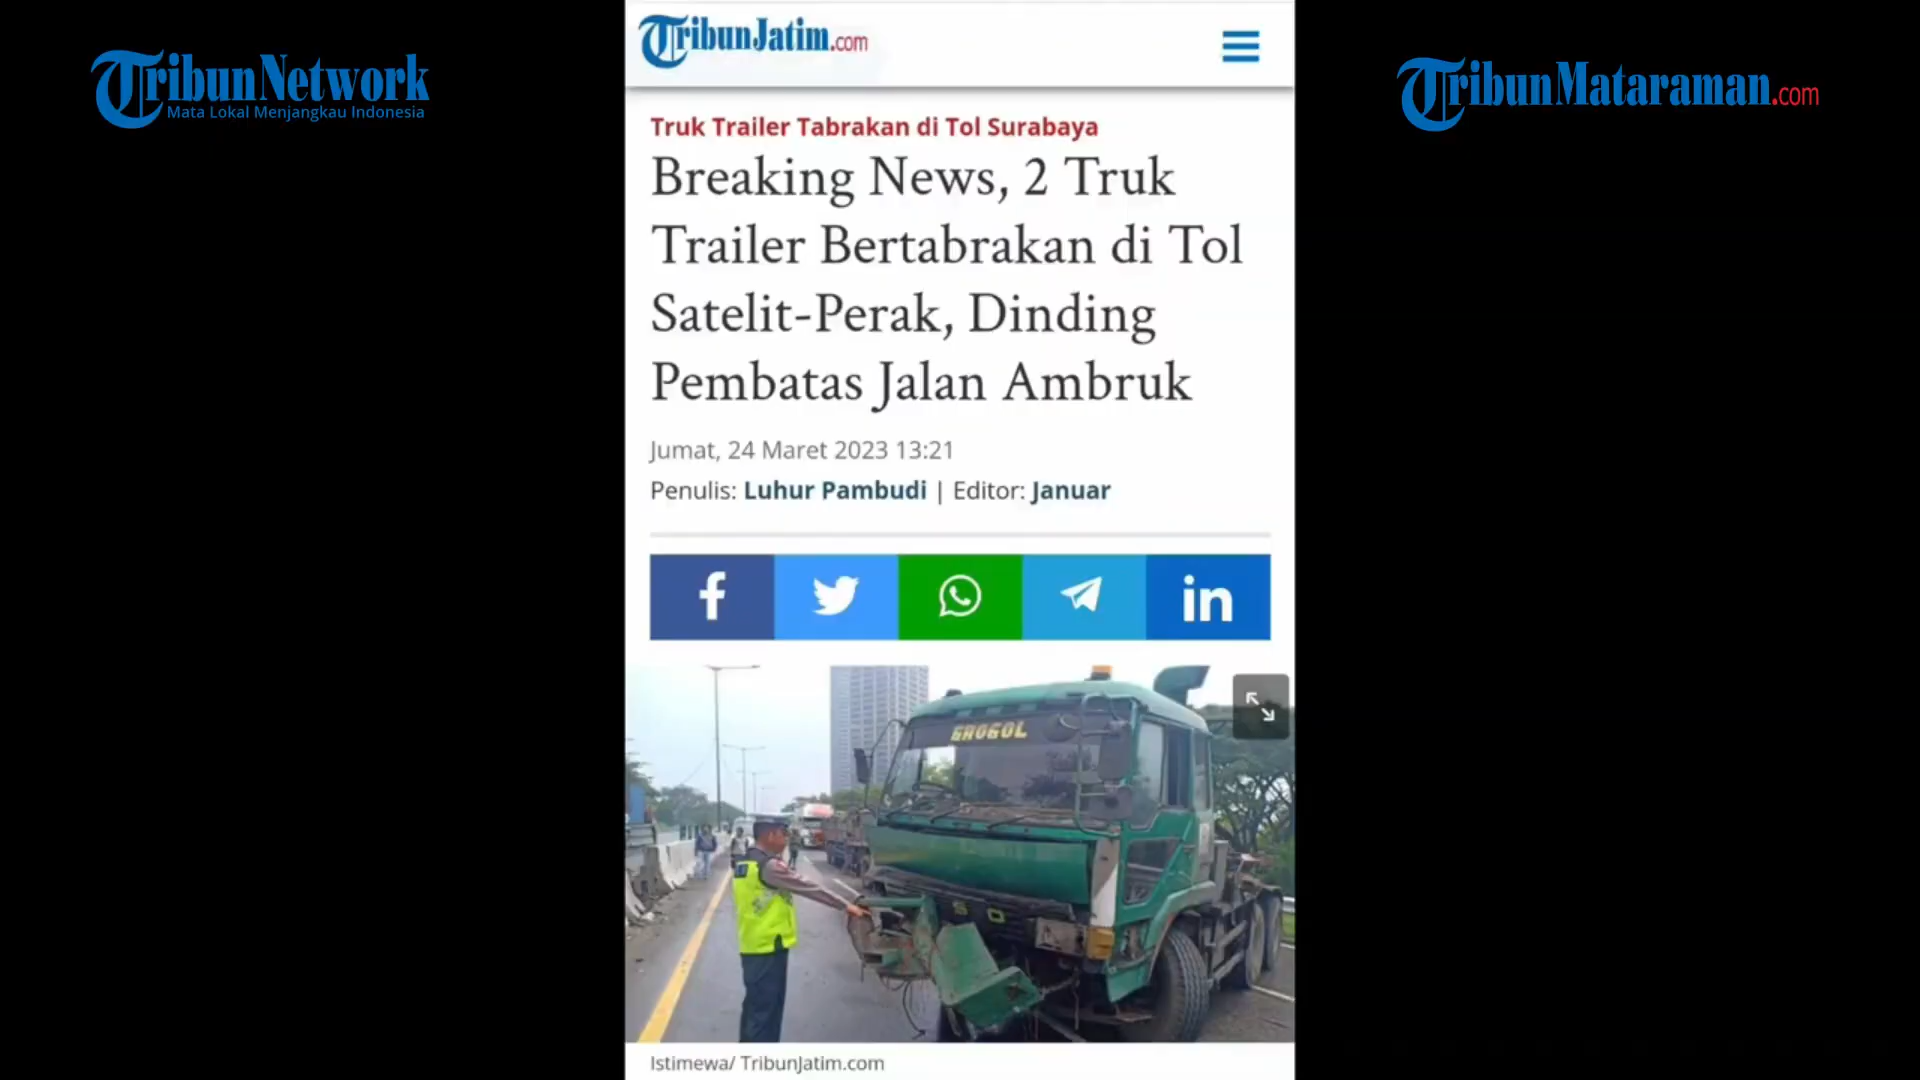 TribunNetwork
Mata Lokal Menjangkau Indonesia
TribunJatim.com
TribunMataraman.com
Truk Trailer Tabrakan di Tol Surabaya
Breaking News, 2 Truk
Trailer Bertabrakan di Tol
Satelit-Perak, Dinding
Pembatas Jalan Ambruk
Jumat, 24 Maret 2023 13:21
Penulis: Luhur Pambudi | Editor: Januar
GROGOL
Istimewa/ TribunJatim.com